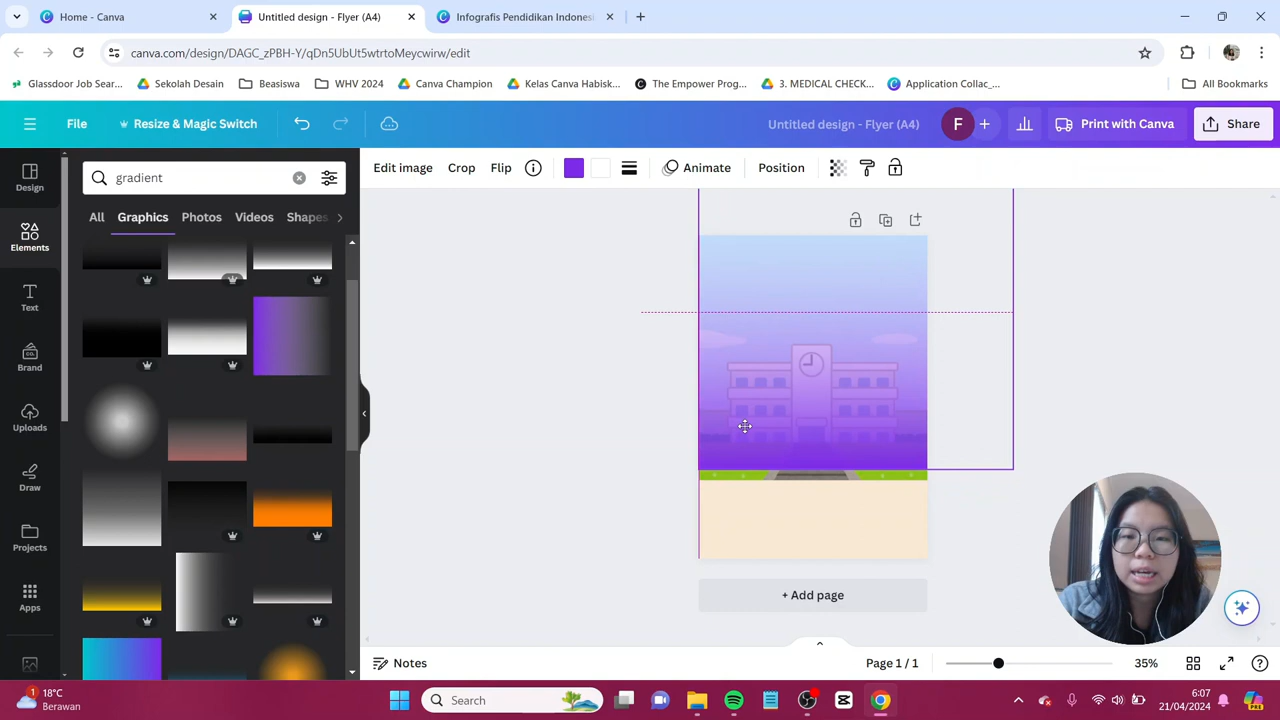 Home - Canva
Untitled design - Flyer (A4)
Infografis Pendidikan Indonesi
canva.com/design/DAGC_zPBH-Y/qDn5UbUt5wtrtoMeycwirw/edit
Glassdoor Job Sear...
Sekolah Desain
Beasiswa
WHV 2024
Canva Champion
Kelas Canva Habisk...
The Empower Prog...
3. MEDICAL CHECK...
Application Collac_...
All Bookmarks
File
Resize & Magic Switch
Untitled design - Flyer (A4)
F
Print with Canva
Share
Design
Elements
Text
Brand
Uploads
Draw
Projects
Apps
gradient
All
Graphics
Photos
Videos
Shapes
Edit image
Crop
Flip
Animate
Position
+ Add page
Notes
Page 1 / 1
35%
1
18°C
Berawan
Search
6:07
21/04/2024